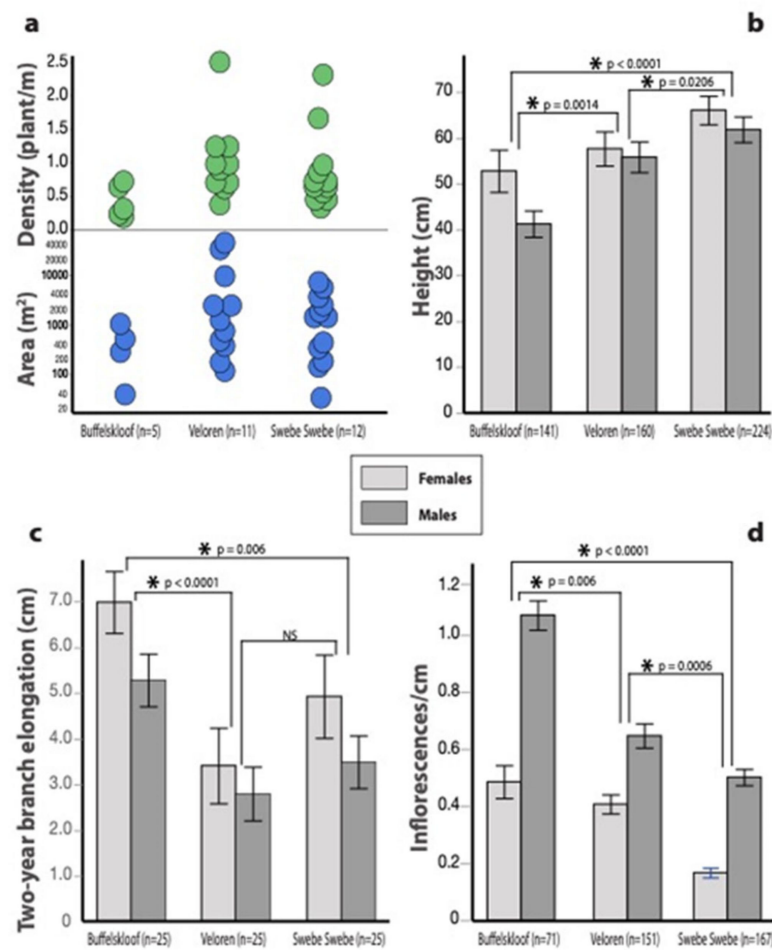 a
Density (plant/m)
2.5
2.0
1.5
1.0
0.5
0.0
Area (m²)
40000
20000
10000
4000
2000
1000
400
200
100
40
20
Buffelskloof (n=5)
Veloren (n=11)
Swebe Swebe (n=12)
b
Height (cm)
70
60
50
40
30
20
10
0
* p < 0.0001
* p = 0.0206
* p = 0.0014
Buffelskloof (n=141)
Veloren (n=160)
Swebe Swebe (n=224)
Females
Males
c
Two-year branch elongation (cm)
7.0
6.0
5.0
4.0
3.0
2.0
1.0
0
* p = 0.006
* p < 0.0001
NS
Buffelskloof (n=25)
Veloren (n=25)
Swebe Swebe (n=25)
d
Inflorescences/cm
1.2
1.0
0.8
0.6
0.4
0.2
0
* p < 0.0001
* p = 0.006
* p = 0.0006
Buffelskloof (n=71)
Veloren (n=151)
Swebe Swebe (n=167)